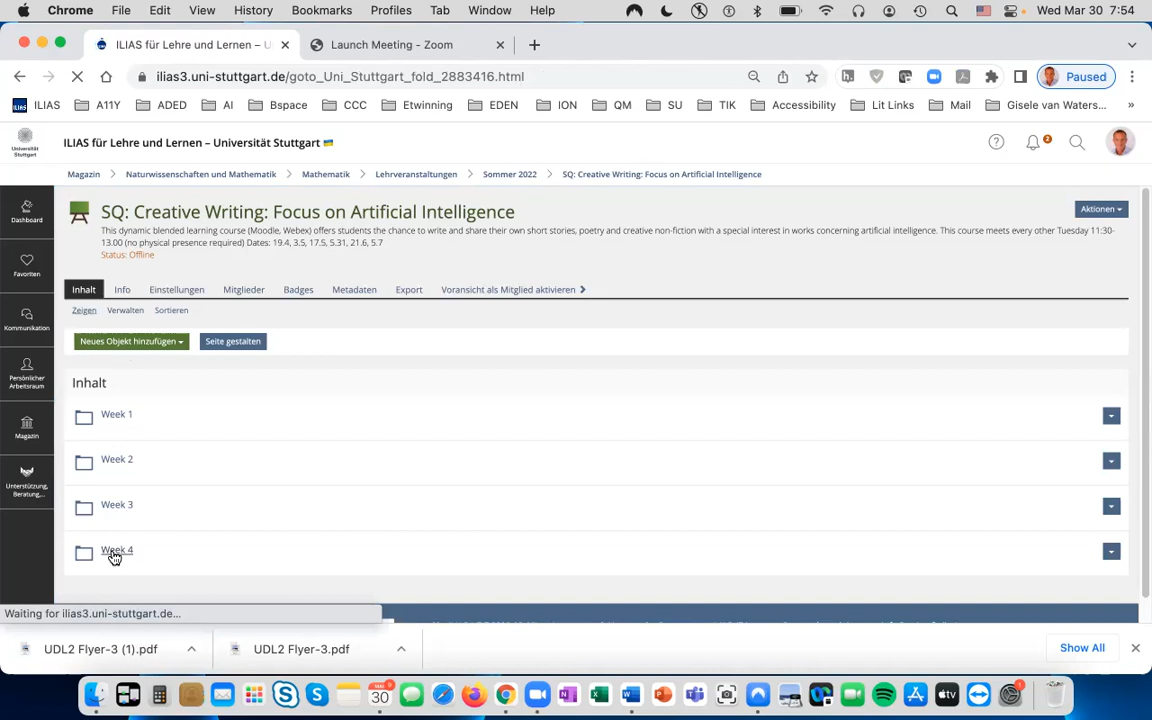 Chrome File Edit View History Bookmarks Profiles Tab Window Help Wed Mar 30 7:54
ILIAS für Lehre und Lernen – U Launch Meeting - Zoom
ilias3.uni-stuttgart.de/goto_Uni_Stuttgart_fold_2883416.html Paused
ILIAS A11Y ADED AI Bspace CCC Etwinning EDEN ION QM SU TIK Accessibility Lit Links Mail Gisele van Waters... »
Universität Stuttgart ILIAS für Lehre und Lernen – Universität Stuttgart 2
Magazin > Naturwissenschaften und Mathematik > Mathematik > Lehrveranstaltungen > Sommer 2022 > SQ: Creative Writing: Focus on Artificial Intelligence
Dashboard
Favoriten
Kommunikation
Persönlicher
Arbeitsraum
Magazin
Unterstützung,
Beratung,...
SQ: Creative Writing: Focus on Artificial Intelligence Aktionen
This dynamic blended learning course (Moodle, Webex) offers students the chance to write and share their own short stories, poetry and creative non-fiction with a special interest in works concerning artificial intelligence. This course meets every other Tuesday 11:30-
13.00 (no physical presence required) Dates: 19.4, 3.5, 17.5, 5.31, 21.6, 5.7
Status: Offline
Inhalt Info Einstellungen Mitglieder Badges Metadaten Export Voransicht als Mitglied aktivieren >
Zeigen Verwalten Sortieren
Neues Objekt hinzufügen Seite gestalten
Inhalt
Week 1
Week 2
Week 3
Week 4
Waiting for ilias3.uni-stuttgart.de...
UDL2 Flyer-3 (1).pdf UDL2 Flyer-3.pdf Show All
MAR 30 tv